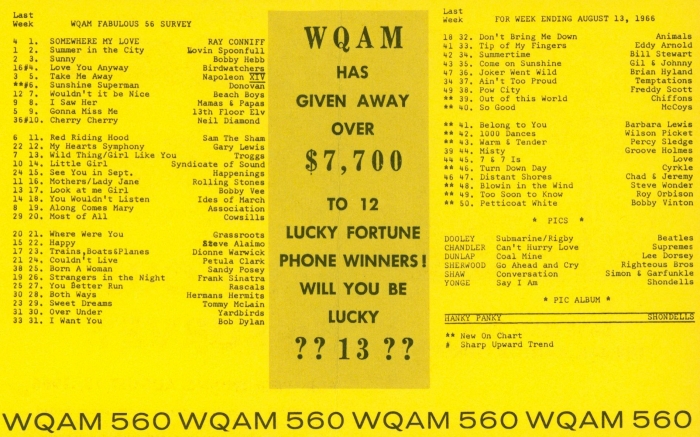 Last
Week WQAM FABULOUS 56 SURVEY
4 1. SOMEWHERE MY LOVE RAY CONNIFF
1 2. Summer in the City Lovin Spoonfull
2 3. Sunny Bobby Hebb
16#4. Love You Anyway Birdwatchers
3 5. Take Me Away Napoleon XIV
**#6. Sunshine Superman Donovan
12 7. Wouldn't it be Nice Beach Boys
9 8. I Saw Her Mamas & Papas
5 9. Gonna Miss Me 13th Floor Elv
36#10. Cherry Cherry Neil Diamond
6 11. Red Riding Hood Sam The Sham
22 12. My Hearts Symphony Gary Lewis
7 13. Wild Thing/Girl Like You Troggs
10 14. Little Girl Syndicate of Sound
24 15. See You in Sept. Happenings
11 16. Mothers/Lady Jane Rolling Stones
13 17. Look at me Girl Bobby Vee
14 18. You Wouldn't Listen Ides of March
8 19. Along Comes Mary Association
29 20. Most of All Cowsills
20 21. Where Were You Grassroots
15 22. Happy Steve Alaimo
17 23. Trains,Boats&Planes Dionne Warwick
21 24. Couldn't Live Petula Clark
38 25. Born A Woman Sandy Posey
19 26. Strangers in the Night Frank Sinatra
25 27. You Better Run Rascals
30 28. Both Ways Hermans Hermits
23 29. Sweet Dreams Tommy McLain
31 30. Over Under Yardbirds
33 31. I Want You Bob Dylan
WQAM
HAS
GIVEN AWAY
OVER
$7,700
TO 12
LUCKY FORTUNE
PHONE WINNERS!
WILL YOU BE
LUCKY
?? 13 ??
Last
Week FOR WEEK ENDING AUGUST 13, 1966
18 32. Don't Bring Me Down Animals
41 33. Tip of My Fingers Eddy Arnold
42 34. Summertime Bill Stewart
43 35. Come on Sunshine Gil & Johnny
47 36. Joker Went Wild Brian Hyland
34 37. Ain't Too Proud Temptations
49 38. Pow City Freddy Scott
** 39. Out of this World Chiffons
** 40. So Good McCoys
** 41. Belong to You Barbara Lewis
** 42. 1000 Dances Wilson Picket
** 43. Warm & Tender Percy Sledge
39 44. Misty Groove Holmes
44 45. 7 & 7 Is Love
** 46. Turn Down Day Cyrkle
46 47. Distant Shores Chad & Jeremy
** 48. Blowin in the Wind Steve Wonder
** 49. Too Soon to Know Roy Orbison
** 50. Petticoat White Bobby Vinton
* PICS *
DOOLEY Submarine/Rigby Beatles
CHANDLER Can't Hurry Love Supremes
DUNLAP Coal Mine Lee Dorsey
SHERWOOD Go Ahead and Cry Righteous Bros
SHAW Conversation Simon & Garfunkle
YONGE Say I Am Shondells
* PIC ALBUM *
HANKY PANKY SHONDELLS
** New On Chart
# Sharp Upward Trend
WQAM 560 WQAM 560 WQAM 560 WQAM 560